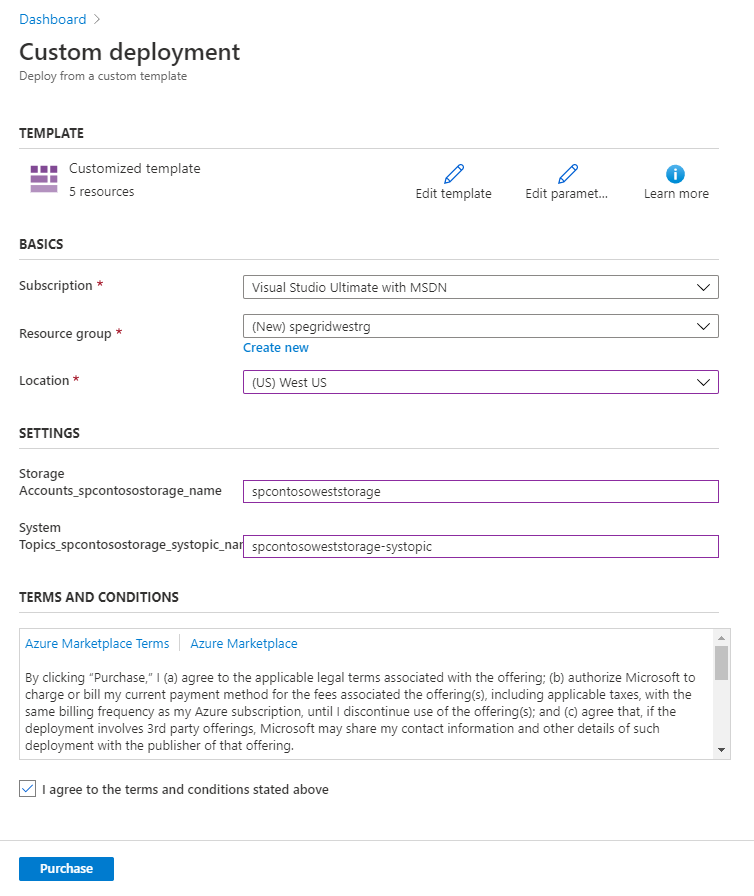 Dashboard
Custom deployment
Deploy from a custom template
TEMPLATE
Customized template
5 resources
Edit template
Edit paramet...
Learn more
BASICS
Subscription *
Visual Studio Ultimate with MSDN
Resource group *
(New) spegridwestrg
Create new
Location *
(US) West US
SETTINGS
Storage
Accounts_spcontosostorage_name
spcontosoweststorage
System
Topics_spcontosostorage_systopic_nar
spcontosoweststorage-systopic
TERMS AND CONDITIONS
Azure Marketplace Terms
Azure Marketplace
By clicking “Purchase,” I (a) agree to the applicable legal terms associated with the offering; (b) authorize Microsoft to
charge or bill my current payment method for the fees associated the offering(s), including applicable taxes, with the
same billing frequency as my Azure subscription, until I discontinue use of the offering(s); and (c) agree that, if the
deployment involves 3rd party offerings, Microsoft may share my contact information and other details of such
deployment with the publisher of that offering.
I agree to the terms and conditions stated above
Purchase